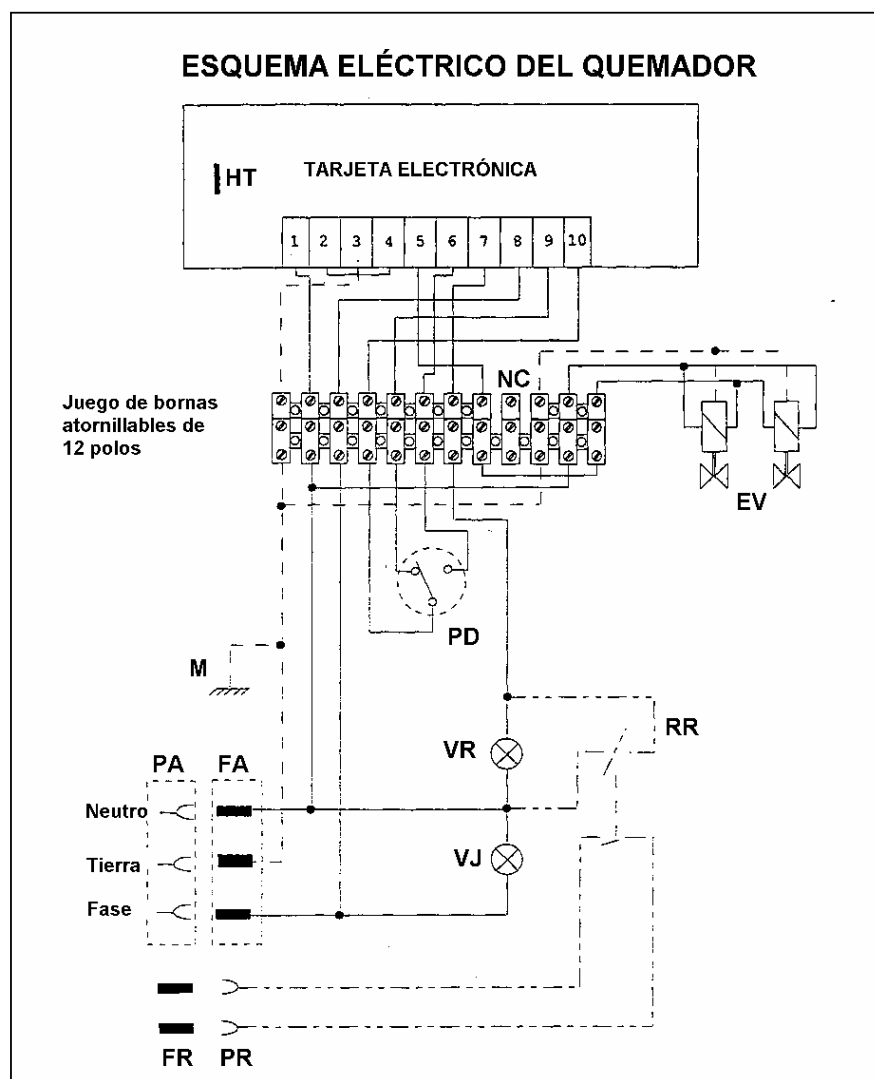 ESQUEMA ELÉCTRICO DEL QUEMADOR
HT
TARJETA ELECTRÓNICA
1 2 3 4 5 6 7 8 9 10
NC
Juego de bornas
atornillables de
12 polos
EV
PD
M
RR
VR
PA FA
Neutro
Tierra
VJ
Fase
FR PR